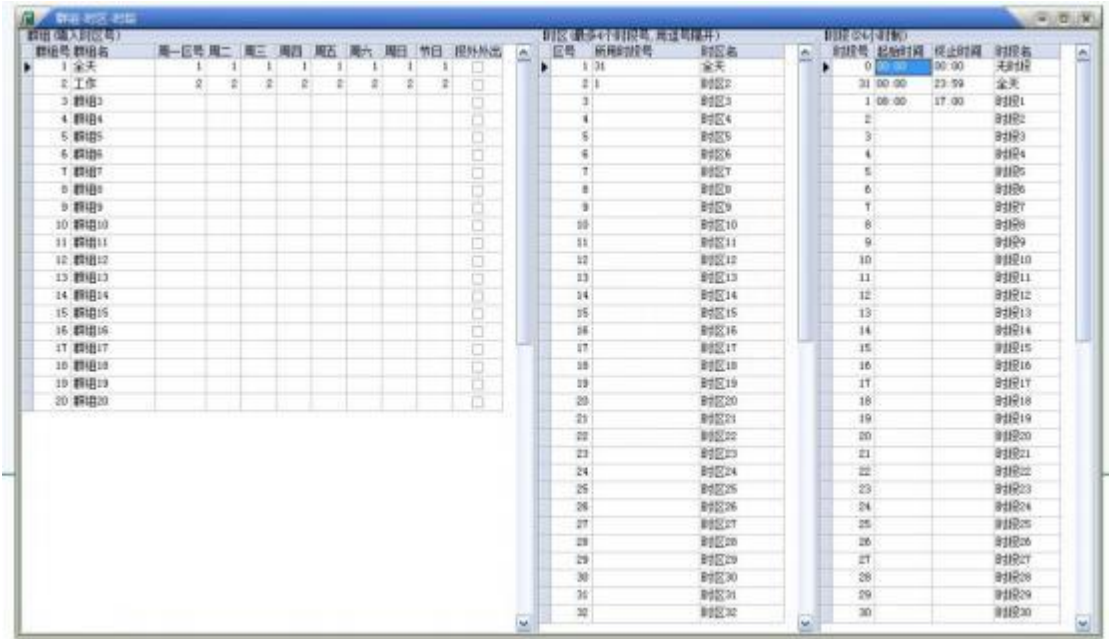 群组-时区-时段
群组(填入时区号)
群组号 群组名 周一区号 周二 周三 周四 周五 周六 周日 节日 段外外出
1 全天 1 1 1 1 1 1 1 1
2 工作 2 2 2 2 2 2 2 2
3 群组3
4 群组4
5 群组5
6 群组6
7 群组7
8 群组8
9 群组9
10 群组10
11 群组11
12 群组12
13 群组13
14 群组14
15 群组15
16 群组16
17 群组17
18 群组18
19 群组19
20 群组20
时区(最多4个时段号,用逗号隔开)
区号 所用时段号 时区名
1 31 全天
2 1 时区2
3 时区3
4 时区4
5 时区5
6 时区6
7 时区7
8 时区8
9 时区9
10 时区10
11 时区11
12 时区12
13 时区13
14 时区14
15 时区15
16 时区16
17 时区17
18 时区18
19 时区19
20 时区20
21 时区21
22 时区22
23 时区23
24 时区24
25 时区25
26 时区26
27 时区27
28 时区28
29 时区29
30 时区30
31 时区31
32 时区32
时段(24小时制)
时段号 起始时间 终止时间 时段名
0 00:00 00:00 无时段
31 00:00 23:59 全天
1 08:00 17:00 时段1
2 时段2
3 时段3
4 时段4
5 时段5
6 时段6
7 时段7
8 时段8
9 时段9
10 时段10
11 时段11
12 时段12
13 时段13
14 时段14
15 时段15
16 时段16
17 时段17
18 时段18
19 时段19
20 时段20
21 时段21
22 时段22
23 时段23
24 时段24
25 时段25
26 时段26
27 时段27
28 时段28
29 时段29
30 时段30